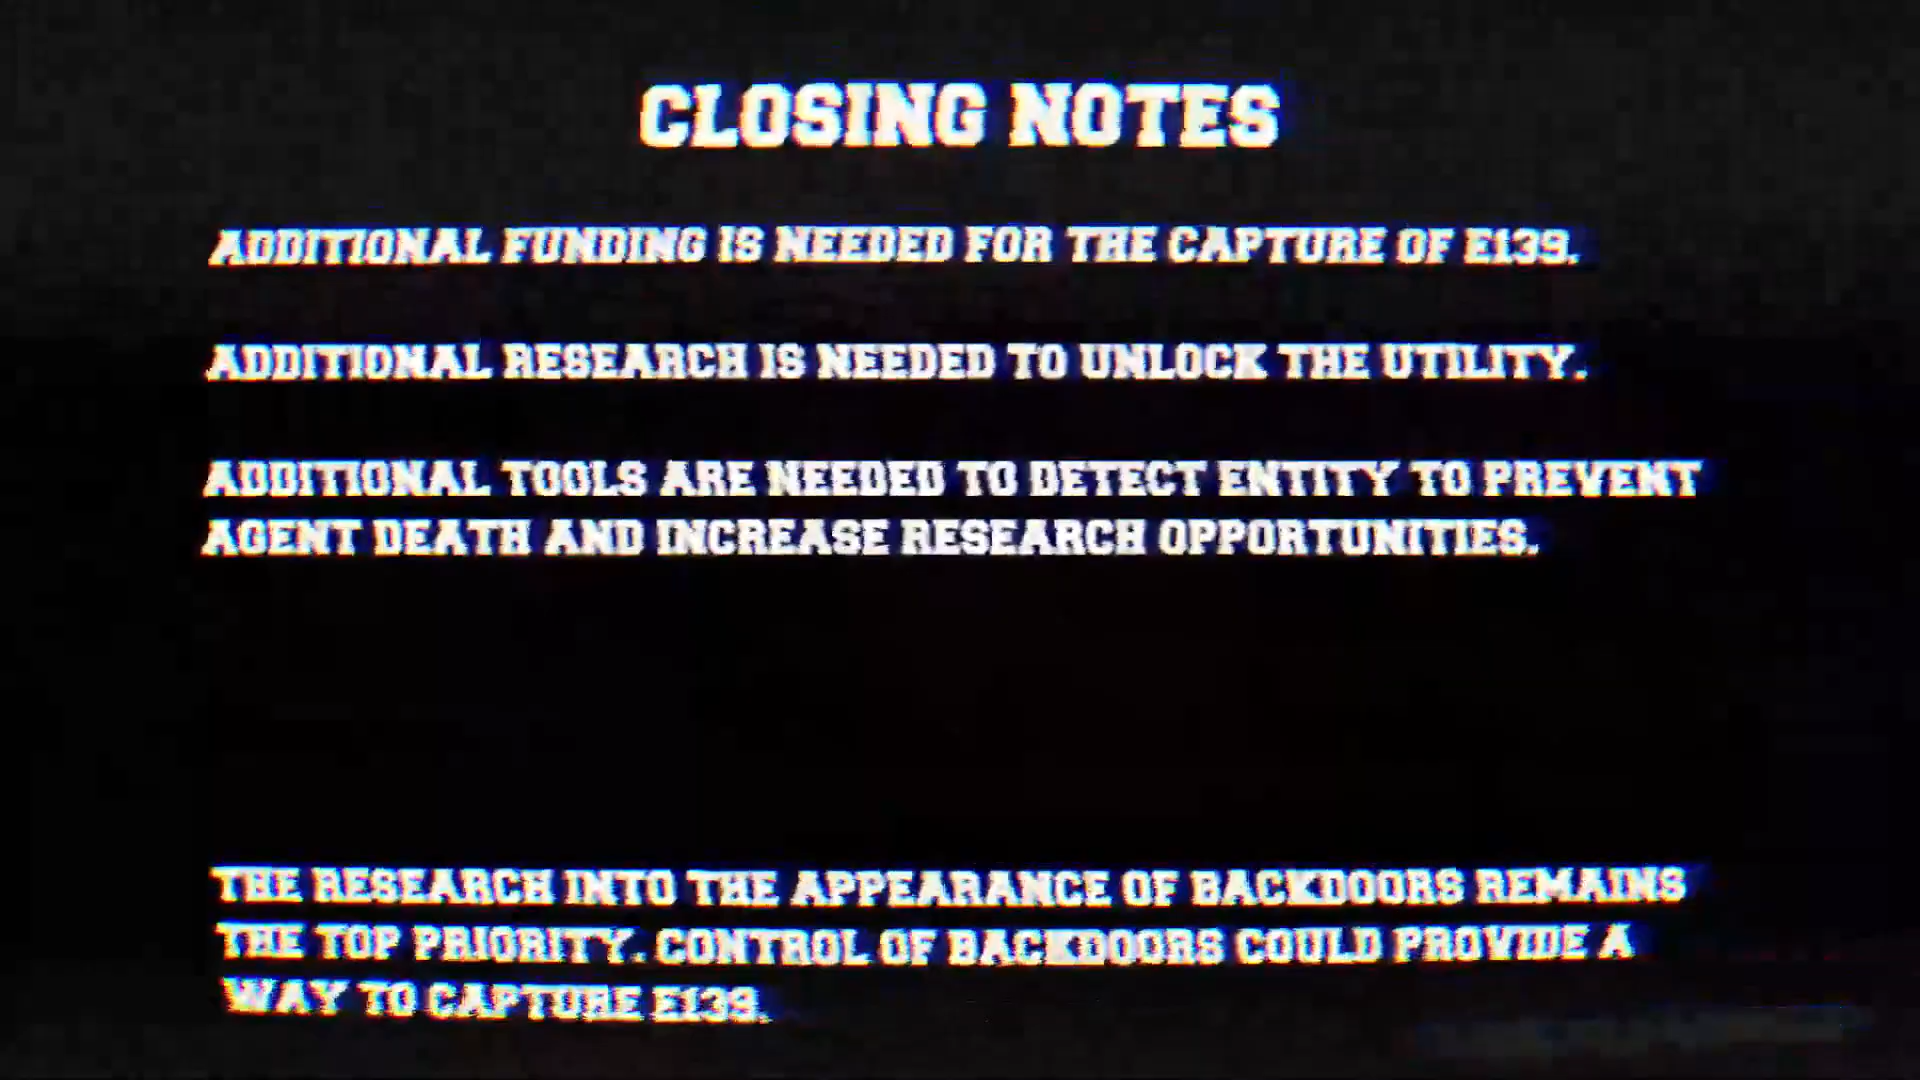 CLOSING NOTES
ADDITIONAL FUNDING IS NEEDED FOR THE CAPTURE OF E139.
ADDITIONAL RESEARCH IS NEEDED TO UNLOCK THE UTILITY.
ADDITIONAL TOOLS ARE NEEDED TO DETECT ENTITY TO PREVENT
AGENT DEATH AND INCREASE RESEARCH OPPORTUNITIES.
THE RESEARCH INTO THE APPEARANCE OF BACKDOORS REMAINS
THE TOP PRIORITY. CONTROL OF BACKDOORS COULD PROVIDE A
WAY TO CAPTURE E139.